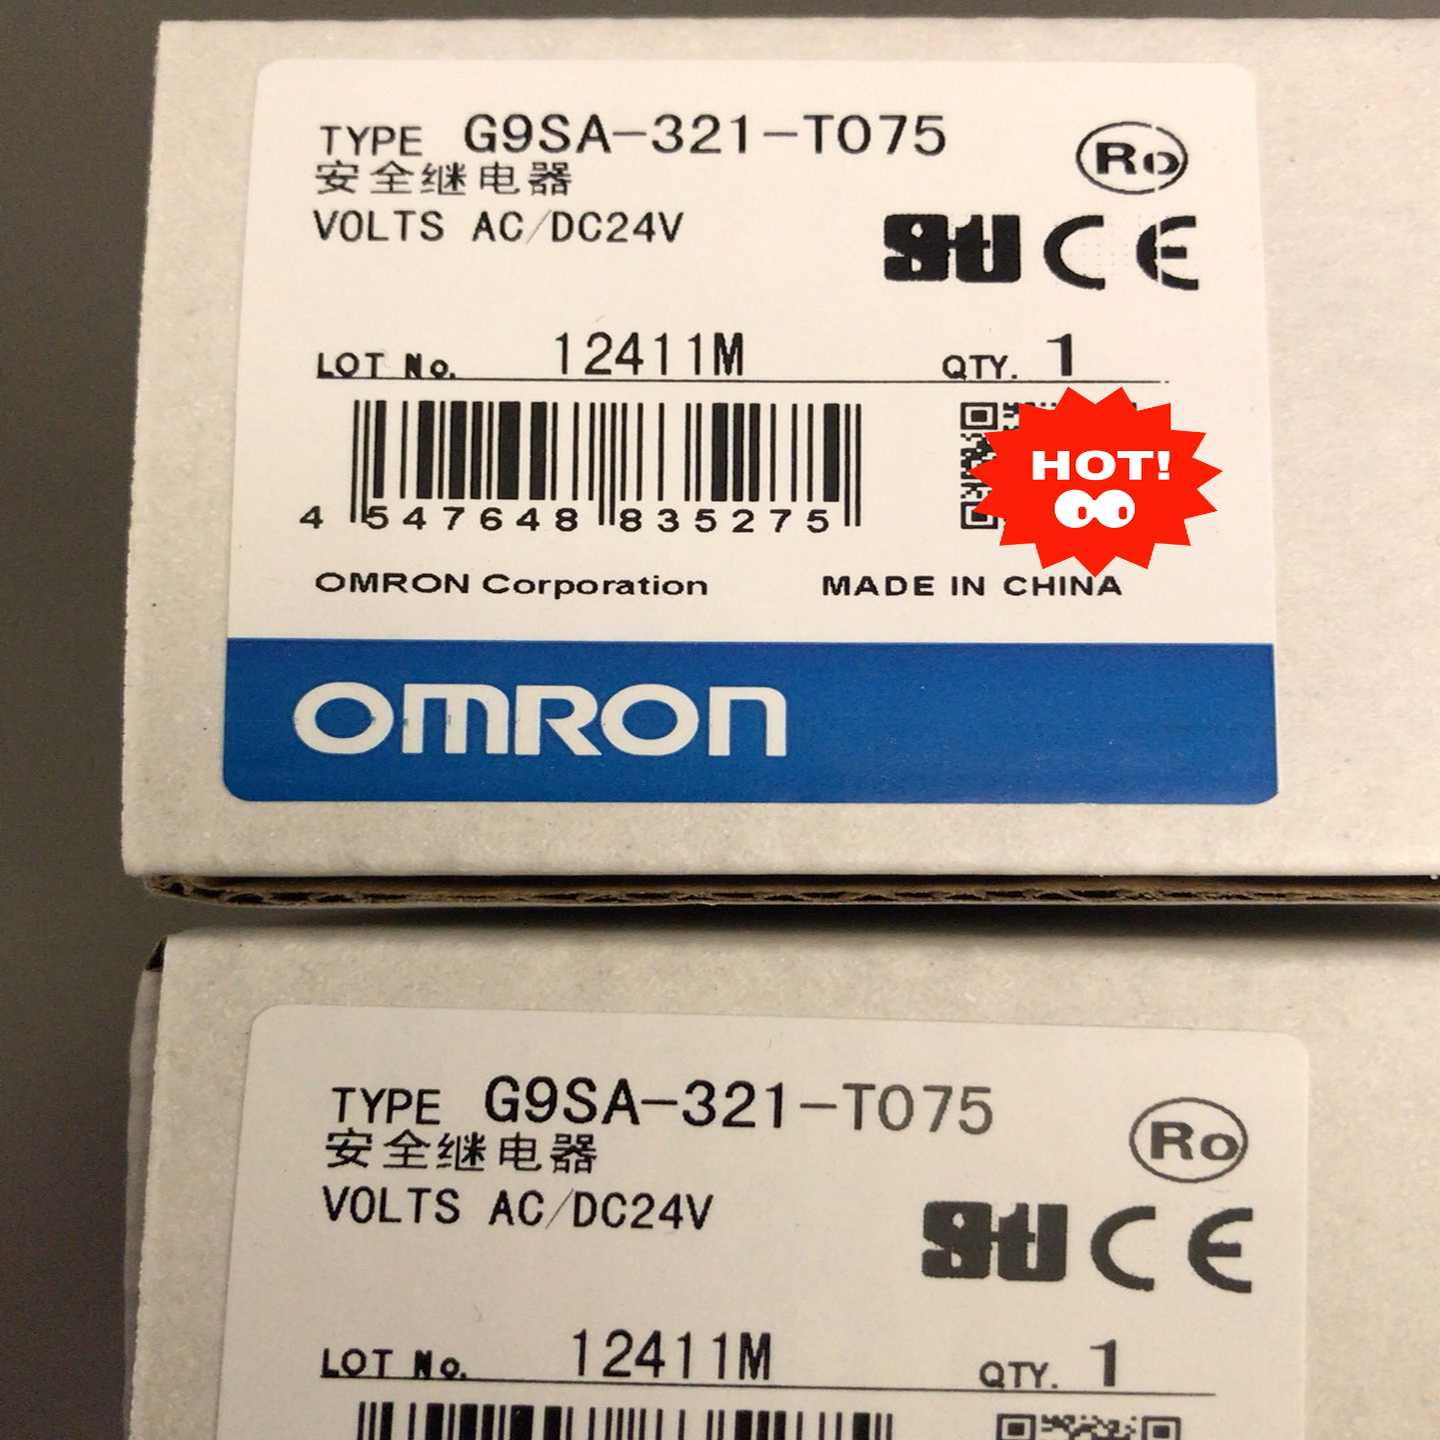 TYPE G9SA-321-T075
安全继电器
VOLTS AC/DC24V
LOT No. 12411M QTY. 1
4 547648 835275
HOT!
OMRON Corporation MADE IN CHINA
OMRON
TYPE G9SA-321-T075
安全继电器
VOLTS AC/DC24V
LOT No. 12411M QTY. 1